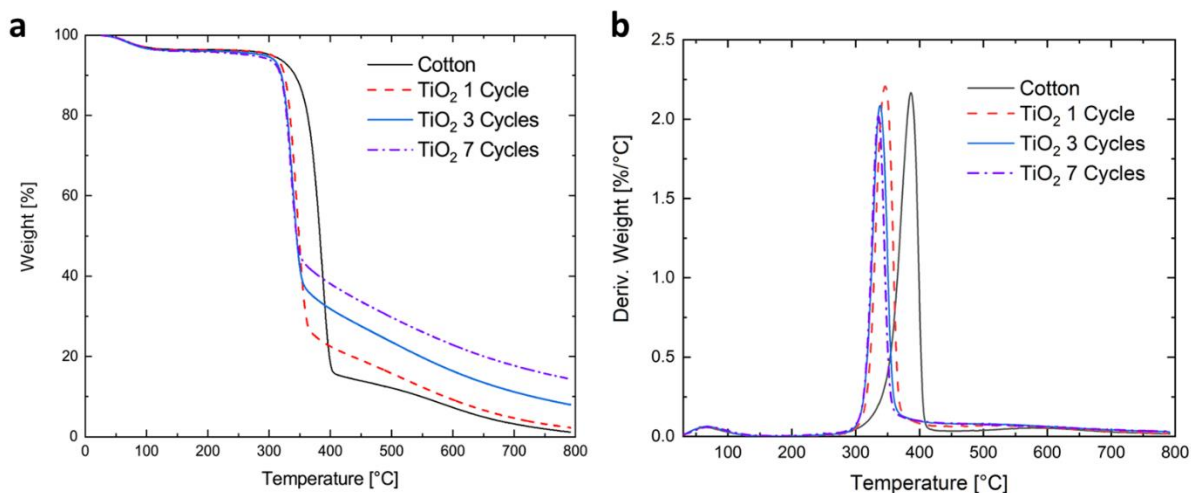 a
100
80
60
40
20
0
0 100 200 300 400 500 600 700 800
Weight [%]
Temperature [°C]
Cotton
TiO₂ 1 Cycle
TiO₂ 3 Cycles
TiO₂ 7 Cycles
b
2.5
2.0
1.5
1.0
0.5
0.0
100 200 300 400 500 600 700 800
Deriv. Weight [%/°C]
Temperature [°C]
Cotton
TiO₂ 1 Cycle
TiO₂ 3 Cycles
TiO₂ 7 Cycles